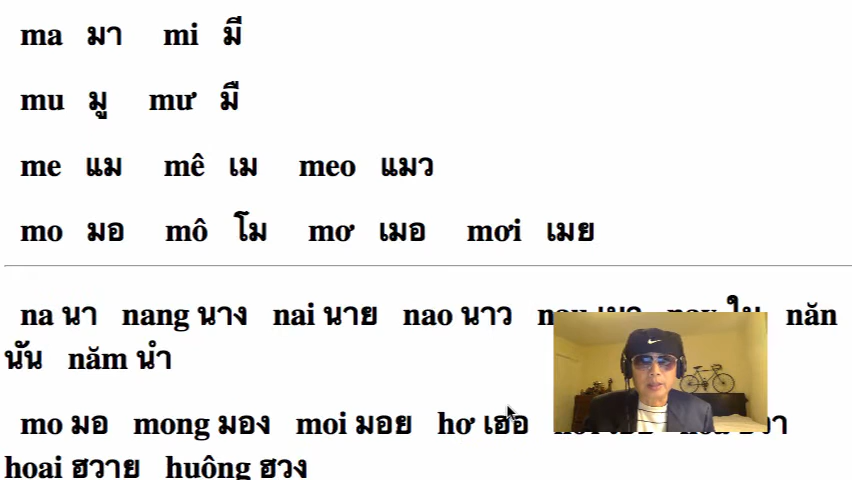 ma มา mi มี
mu มู mư มื
me แม mê เม meo แมว
mo มอ mô โม mơ เมอ mơi เมย
na นา nang นาง nai นาย nao นาว năn
นัน năm นำ
mo มอ mong มอง moi มอย hơ เฮอ
hoai ฮวาย huông ฮวง